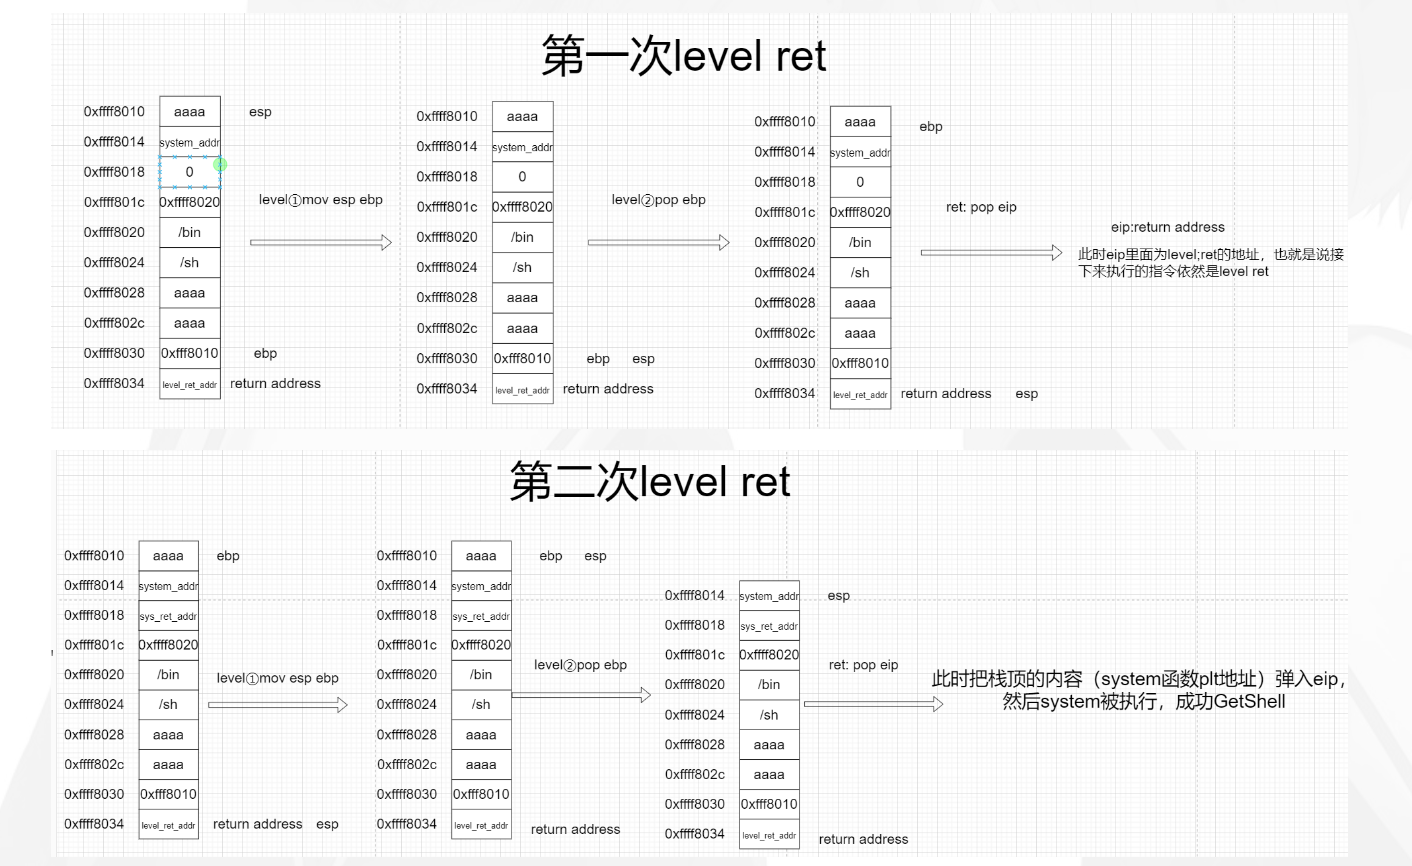 第一次level ret
0xffff8010 aaaa esp
0xffff8014 system_addr
0xffff8018 0
0xffff801c 0xffff8020
0xffff8020 /bin
0xffff8024 /sh
0xffff8028 aaaa
0xffff802c aaaa
0xffff8030 0xfff8010 ebp
0xffff8034 level_ret_addr return address
level①mov esp ebp
0xffff8010 aaaa
0xffff8014 system_addr
0xffff8018 0
0xffff801c 0xffff8020
0xffff8020 /bin
0xffff8024 /sh
0xffff8028 aaaa
0xffff802c aaaa
0xffff8030 0xfff8010 ebp esp
0xffff8034 level_ret_addr return address
level②pop ebp
0xffff8010 aaaa ebp
0xffff8014 system_addr
0xffff8018 0
0xffff801c 0xffff8020
0xffff8020 /bin
0xffff8024 /sh
0xffff8028 aaaa
0xffff802c aaaa
0xffff8030 0xfff8010
0xffff8034 level_ret_addr return address esp
ret: pop eip
eip:return address
此时eip里面为level;ret的地址，也就是说接
下来执行的指令依然是level ret
第二次level ret
0xffff8010 aaaa ebp
0xffff8014 system_addr
0xffff8018 sys_ret_addr
0xffff801c 0xffff8020
0xffff8020 /bin
0xffff8024 /sh
0xffff8028 aaaa
0xffff802c aaaa
0xffff8030 0xfff8010
0xffff8034 level_ret_addr return address esp
level①mov esp ebp
0xffff8010 aaaa ebp esp
0xffff8014 system_addr
0xffff8018 sys_ret_addr
0xffff801c 0xffff8020
0xffff8020 /bin
0xffff8024 /sh
0xffff8028 aaaa
0xffff802c aaaa
0xffff8030 0xfff8010
0xffff8034 level_ret_addr return address
level②pop ebp
0xffff8014 system_addr esp
0xffff8018 sys_ret_addr
0xffff801c 0xffff8020
0xffff8020 /bin
0xffff8024 /sh
0xffff8028 aaaa
0xffff802c aaaa
0xffff8030 0xfff8010
0xffff8034 level_ret_addr return address
ret: pop eip
此时把栈顶的内容（system函数plt地址）弹入eip，
然后system被执行，成功GetShell